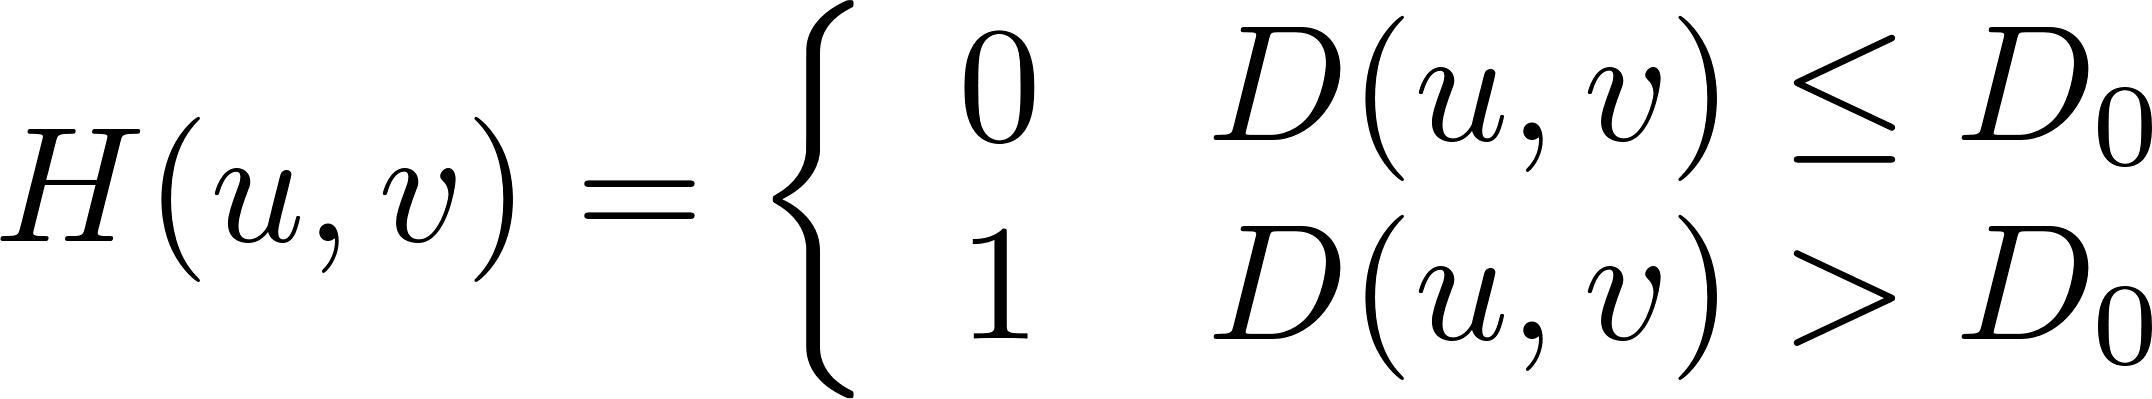 H(u, v) = { 0 D(u, v) ≤ D₀
1 D(u, v) > D₀